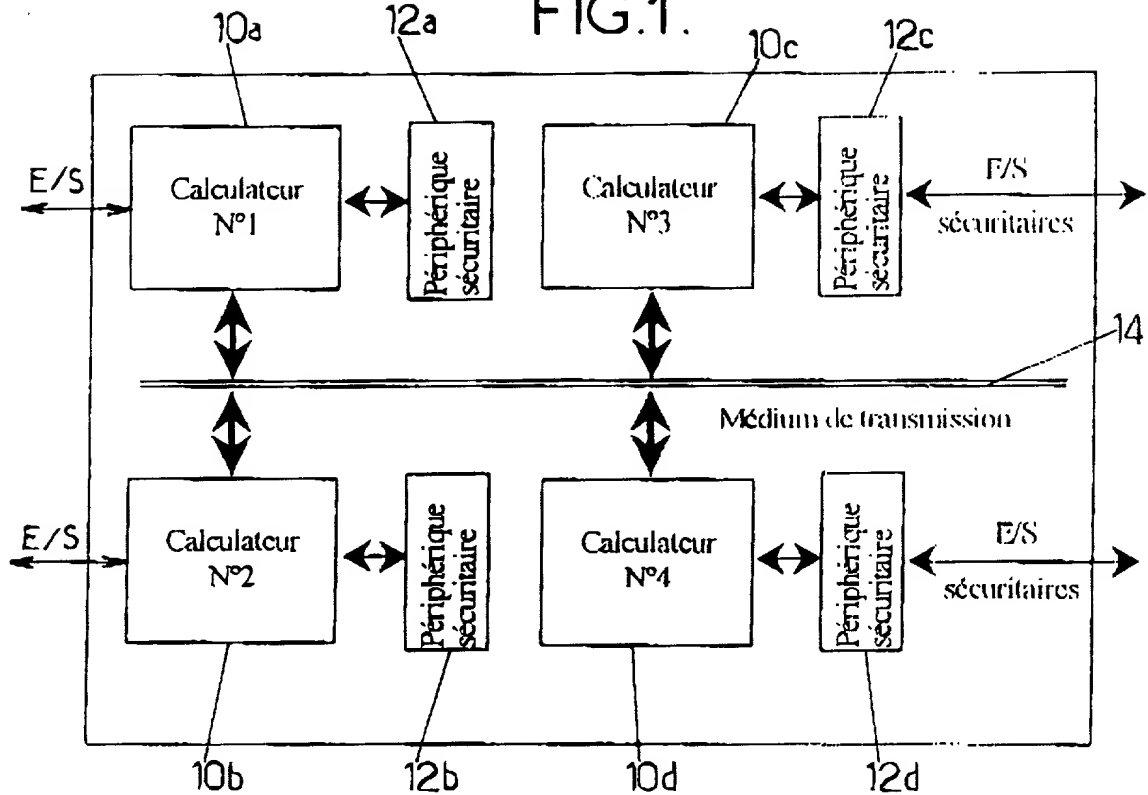 FIG.1.
10a
12a
10c
12c
E/S
Calculateur
N°1
Périphérique
sécuritaire
Calculateur
N°3
Périphérique
sécuritaire
E/S
sécuritaires
14
Médium de transmission
E/S
Calculateur
N°2
Périphérique
sécuritaire
Calculateur
N°4
Périphérique
sécuritaire
E/S
sécuritaires
10b
12b
10d
12d